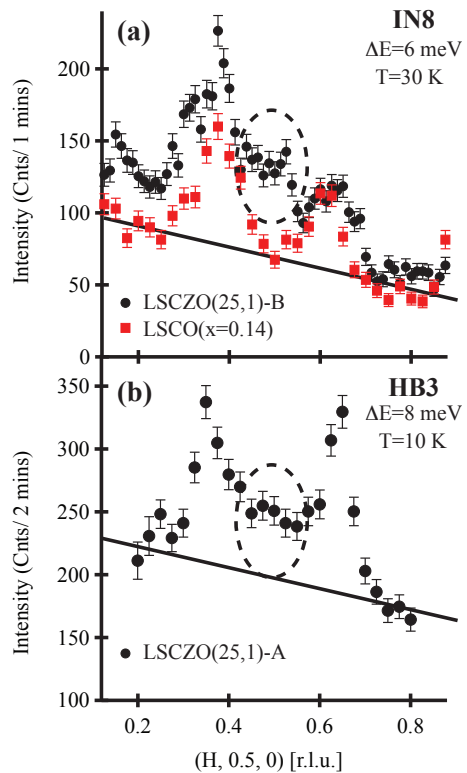 (a)
IN8
ΔE=6 meV
T=30 K
Intensity (Cnts/ 1 mins)
200
150
100
50
0
LSCZO(25,1)-B
LSCO(x=0.14)
(b)
HB3
ΔE=8 meV
T=10 K
Intensity (Cnts/ 2 mins)
350
300
250
200
150
100
LSCZO(25,1)-A
0.2 0.4 0.6 0.8
(H, 0.5, 0) [r.l.u.]